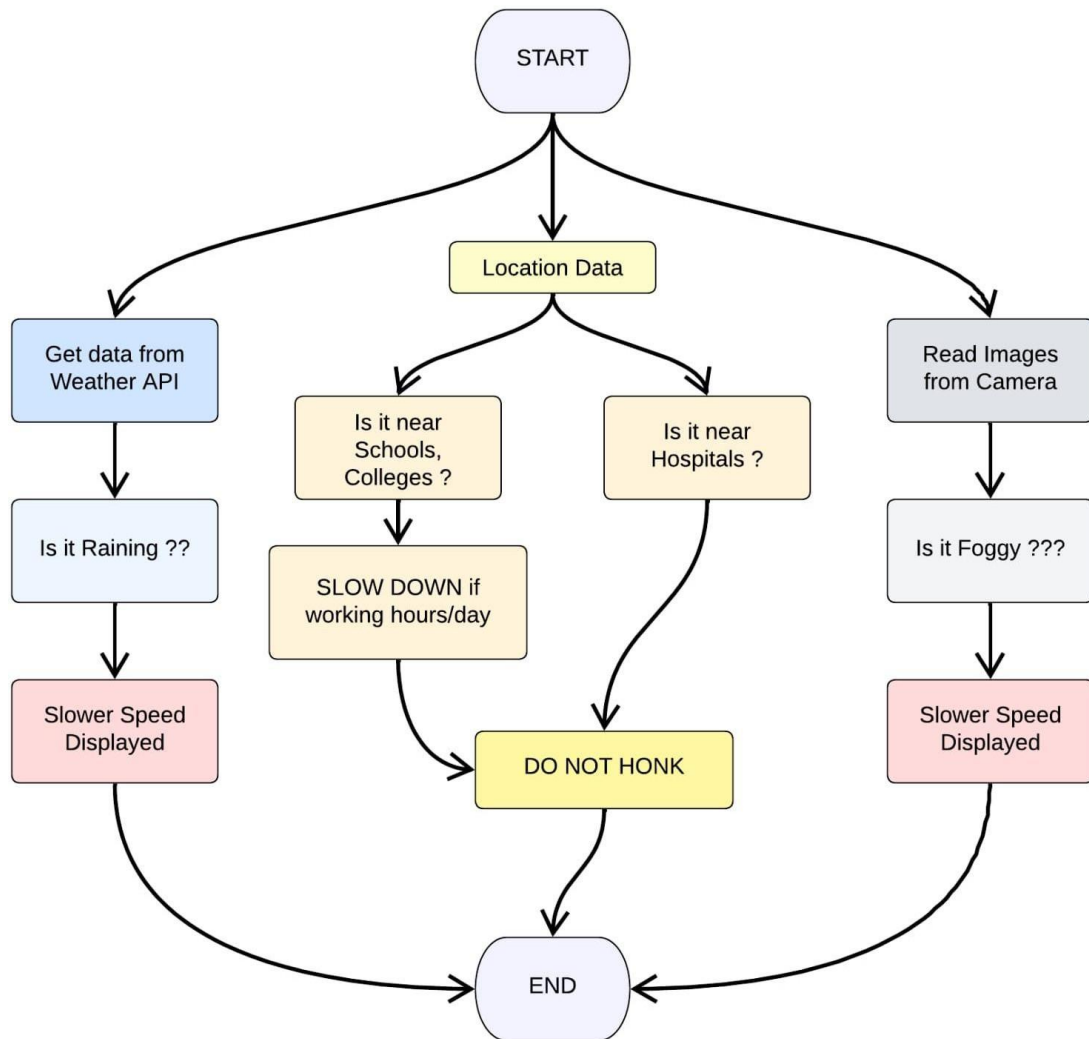 START
Location Data
Get data from
Weather API
Read Images
from Camera
Is it near
Schools,
Colleges ?
Is it near
Hospitals ?
Is it Raining ??
Is it Foggy ???
SLOW DOWN if
working hours/day
Slower Speed
Displayed
DO NOT HONK
Slower Speed
Displayed
END